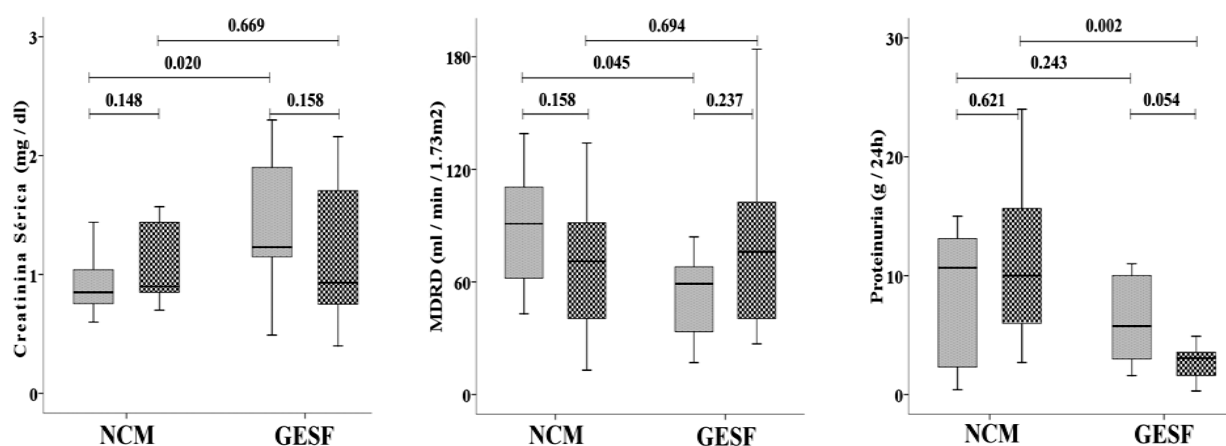 Creatinina Sérica (mg / dl)
3
2
1
0
0.669
0.020
0.148
0.158
NCM
GESF
MDRD (ml / min / 1.73m2)
180
120
60
0
0.694
0.045
0.158
0.237
NCM
GESF
Proteinuria (g / 24h)
30
20
10
0
0.002
0.243
0.621
0.054
NCM
GESF